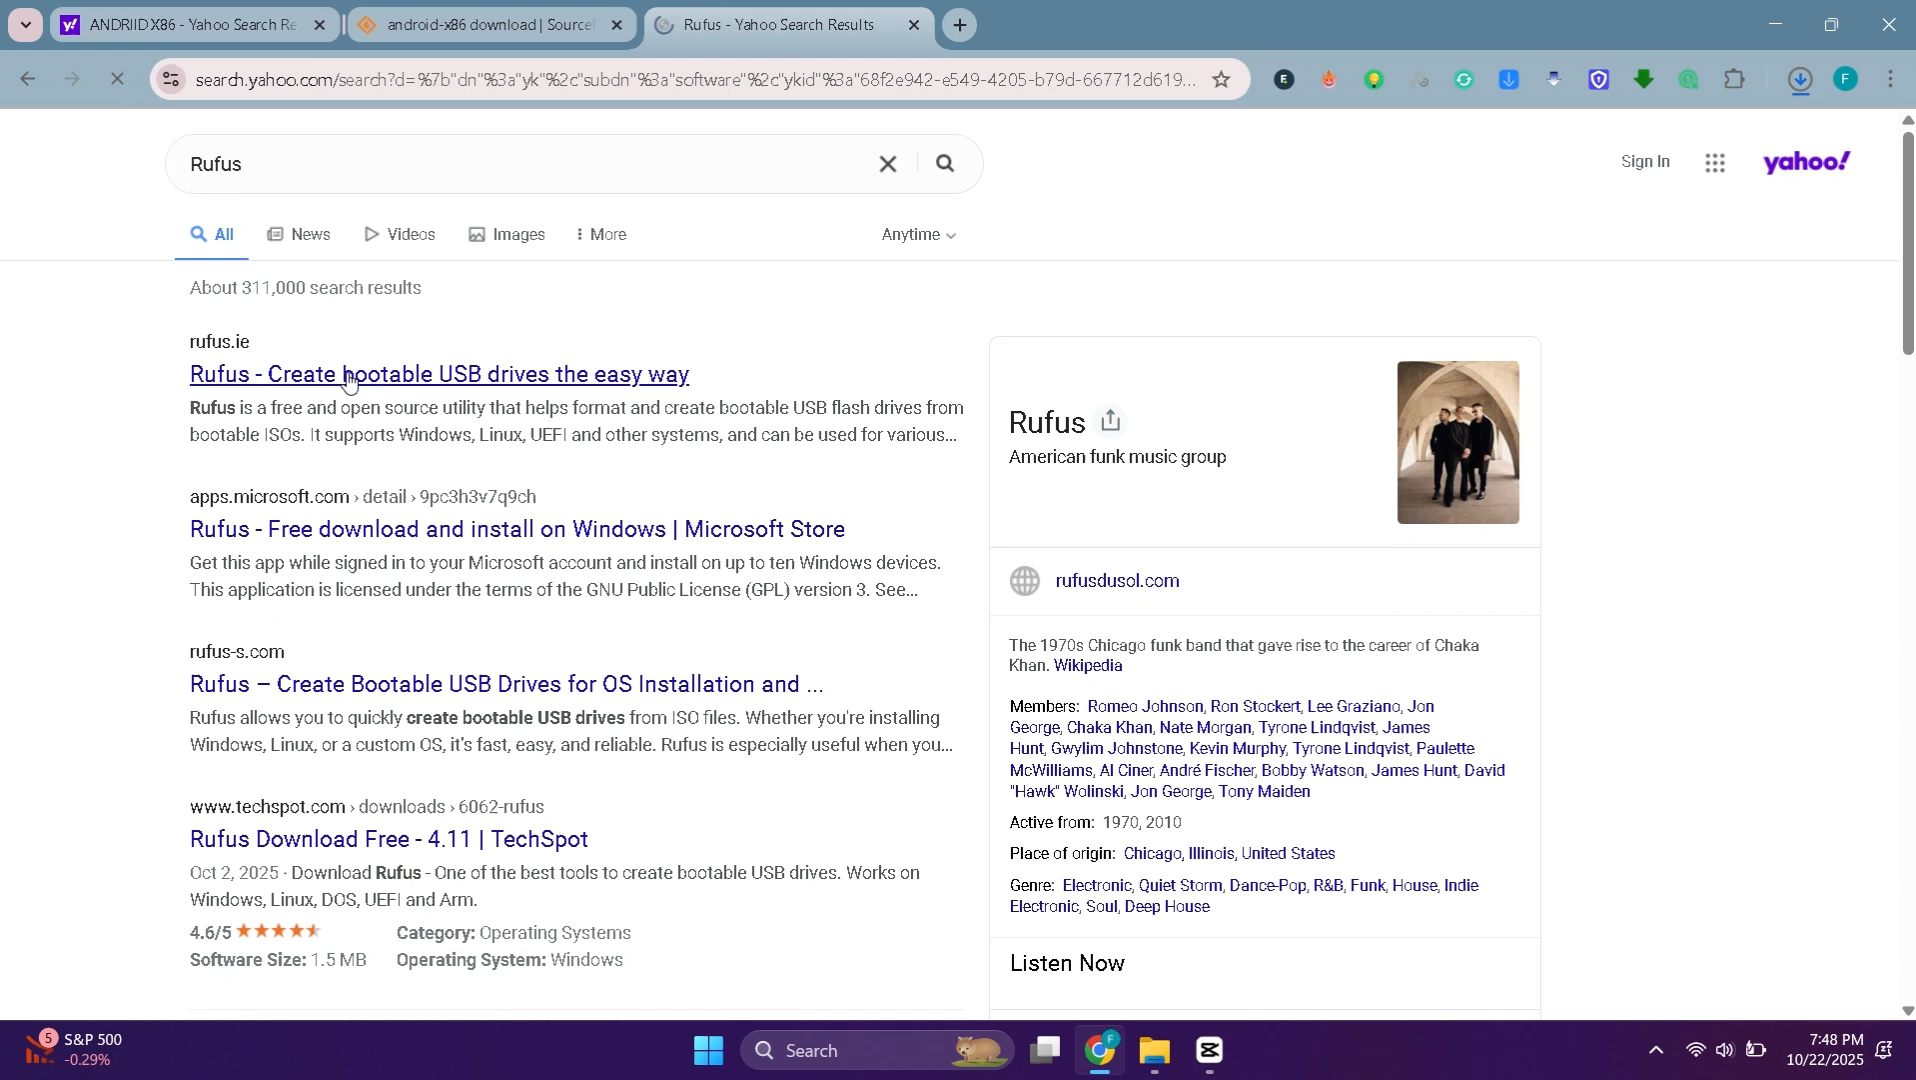 ANDRIID X86 - Yahoo Search Re
android-x86 download | Source
Rufus - Yahoo Search Results
search.yahoo.com/search?d=%7b"dn"%3a"yk"%2c"subdn"%3a"software"%2c"ykid"%3a"68f2e942-e549-4205-b79d-667712d619...
F
Rufus
Sign In
yahoo!
All
News
Videos
Images
More
Anytime
About 311,000 search results
rufus.ie
Rufus - Create bootable USB drives the easy way
Rufus is a free and open source utility that helps format and create bootable USB flash drives from
bootable ISOs. It supports Windows, Linux, UEFI and other systems, and can be used for various...
apps.microsoft.com › detail › 9pc3h3v7q9ch
Rufus - Free download and install on Windows | Microsoft Store
Get this app while signed in to your Microsoft account and install on up to ten Windows devices.
This application is licensed under the terms of the GNU Public License (GPL) version 3. See...
rufus-s.com
Rufus – Create Bootable USB Drives for OS Installation and ...
Rufus allows you to quickly create bootable USB drives from ISO files. Whether you're installing
Windows, Linux, or a custom OS, it's fast, easy, and reliable. Rufus is especially useful when you...
www.techspot.com › downloads › 6062-rufus
Rufus Download Free - 4.11 | TechSpot
Oct 2, 2025 · Download Rufus - One of the best tools to create bootable USB drives. Works on
Windows, Linux, DOS, UEFI and Arm.
4.6/5
Category: Operating Systems
Software Size: 1.5 MB
Operating System: Windows
Rufus
American funk music group
rufusdusol.com
The 1970s Chicago funk band that gave rise to the career of Chaka
Khan. Wikipedia
Members: Romeo Johnson, Ron Stockert, Lee Graziano, Jon
George, Chaka Khan, Nate Morgan, Tyrone Lindqvist, James
Hunt, Gwylim Johnstone, Kevin Murphy, Tyrone Lindqvist, Paulette
McWilliams, Al Ciner, André Fischer, Bobby Watson, James Hunt, David
"Hawk" Wolinski, Jon George, Tony Maiden
Active from: 1970, 2010
Place of origin: Chicago, Illinois, United States
Genre: Electronic, Quiet Storm, Dance-Pop, R&B, Funk, House, Indie
Electronic, Soul, Deep House
Listen Now
5
S&P 500
-0.29%
Search
F
7:48 PM
10/22/2025